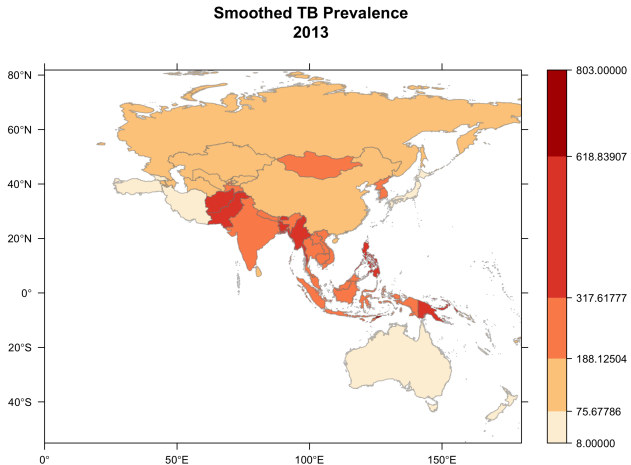 Smoothed TB Prevalence
2013
80°N
60°N
40°N
20°N
0°
20°S
40°S
0°
50°E
100°E
150°E
803.00000
618.83907
317.61777
188.12504
75.67786
8.00000